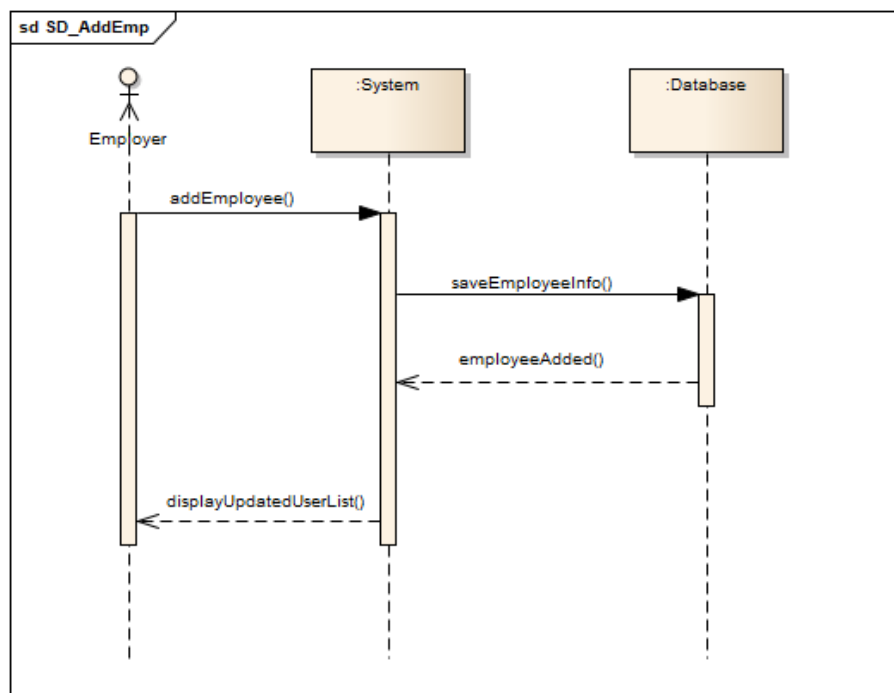 sd SD_AddEmp
:System
:Database
Employer
addEmployee()
saveEmployeeInfo()
employeeAdded()
displayUpdatedUserList()